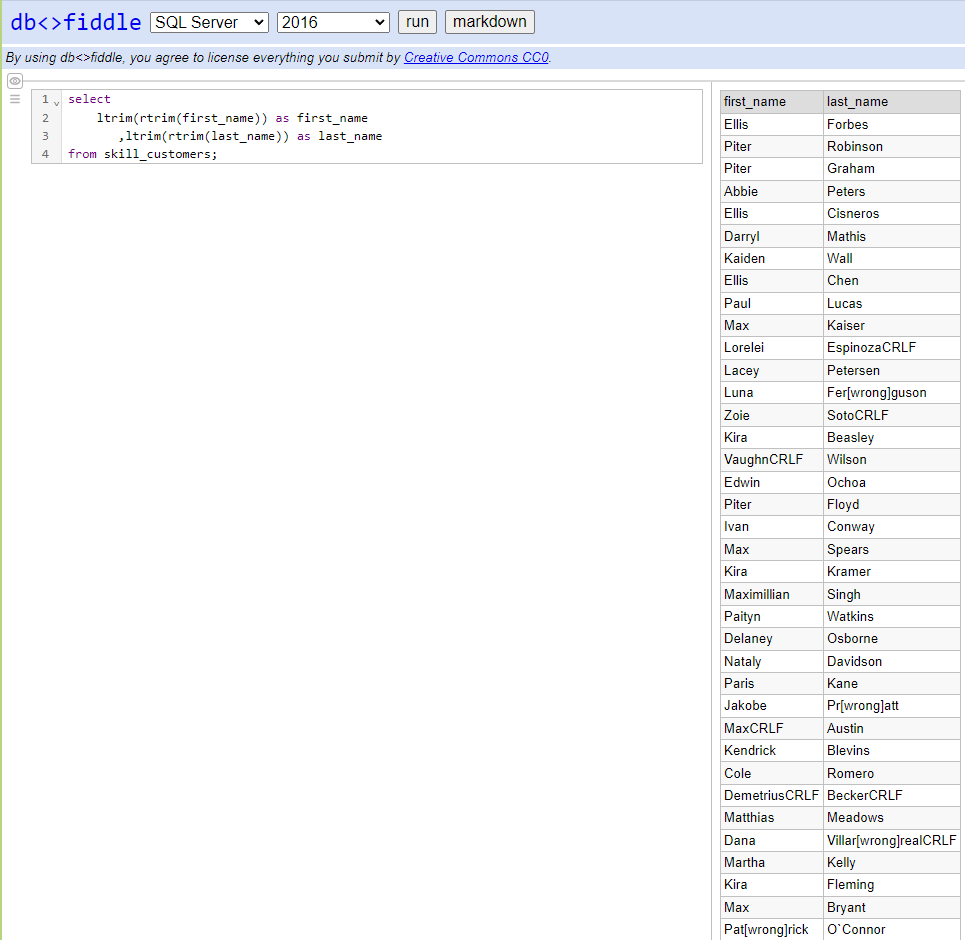 db<>fiddle SQL Server 2016 run markdown
By using db<>fiddle, you agree to license everything you submit by Creative Commons CC0.
1 select
2 ltrim(rtrim(first_name)) as first_name
3 ,ltrim(rtrim(last_name)) as last_name
4 from skill_customers;
first_name last_name
Ellis Forbes
Piter Robinson
Piter Graham
Abbie Peters
Ellis Cisneros
Darryl Mathis
Kaiden Wall
Ellis Chen
Paul Lucas
Max Kaiser
Lorelei EspinozaCRLF
Lacey Petersen
Luna Fer[wrong]guson
Zoie SotoCRLF
Kira Beasley
VaughnCRLF Wilson
Edwin Ochoa
Piter Floyd
Ivan Conway
Max Spears
Kira Kramer
Maximillian Singh
Paityn Watkins
Delaney Osborne
Nataly Davidson
Paris Kane
Jakobe Pr[wrong]att
MaxCRLF Austin
Kendrick Blevins
Cole Romero
DemetriusCRLF BeckerCRLF
Matthias Meadows
Dana Villar[wrong]realCRLF
Martha Kelly
Kira Fleming
Max Bryant
Pat[wrong]rick O`Connor